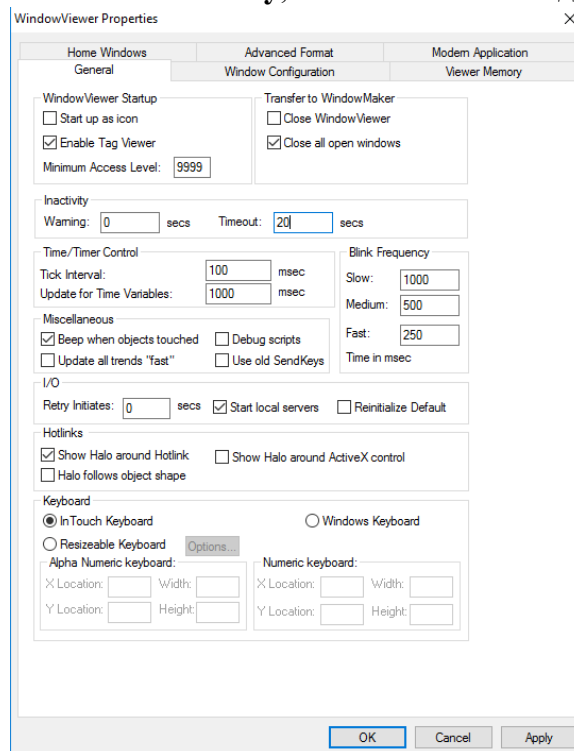 WindowViewer Properties
Home Windows Advanced Format Modern Application
General Window Configuration Viewer Memory
WindowViewer Startup
Start up as icon
Enable Tag Viewer
Minimum Access Level: 9999
Transfer to WindowMaker
Close WindowViewer
Close all open windows
Inactivity
Warning: 0 secs Timeout: 20 secs
Time/Timer Control
Tick Interval: 100 msec
Update for Time Variables: 1000 msec
Blink Frequency
Slow: 1000
Medium: 500
Fast: 250
Time in msec
Miscellaneous
Beep when objects touched Debug scripts
Update all trends "fast" Use old SendKeys
I/O
Retry Initiates: 0 secs Start local servers Reinitialize Default
Hotlinks
Show Halo around Hotlink Show Halo around ActiveX control
Halo follows object shape
Keyboard
InTouch Keyboard Windows Keyboard
Resizeable Keyboard Options...
Alpha Numeric keyboard:
X Location: Width:
Y Location: Height:
Numeric keyboard:
X Location: Width:
Y Location: Height:
OK Cancel Apply